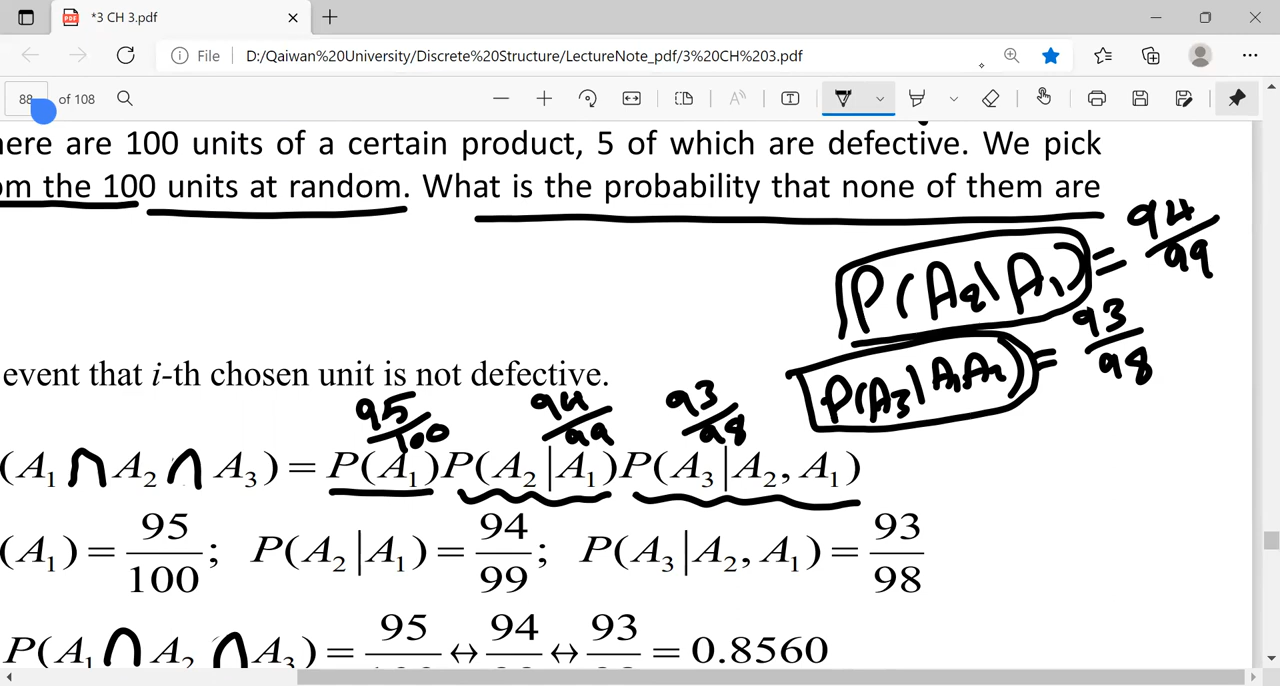 *3 CH 3.pdf
File D:/Qaiwan%20University/Discrete%20Structure/LectureNote_pdf/3%20CH%203.pdf
88 of 108
here are 100 units of a certain product, 5 of which are defective. We pick
om the 100 units at random. What is the probability that none of them are
P(A2|A1) = 94/99
P(A3|A1A2) = 93/98
event that i-th chosen unit is not defective.
95/100 94/99 93/98
(A₁ ∩ A₂ ∩ A₃) = P(A₁)P(A₂|A₁)P(A₃|A₂, A₁)
(A₁) = 95/100; P(A₂|A₁) = 94/99; P(A₃|A₂, A₁) = 93/98
P(A₁ ∩ A₂ ∩ A₃) = 95 ↔ 94 ↔ 93 = 0.8560